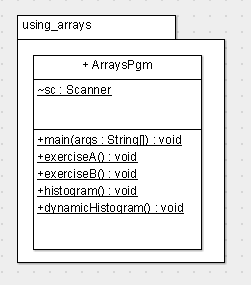 using_arrays
+ ArraysPgm
~sc : Scanner
+main(args : String[]) : void
+exerciseA() : void
+exerciseB() : void
+histogram() : void
+dynamicHistogram() : void